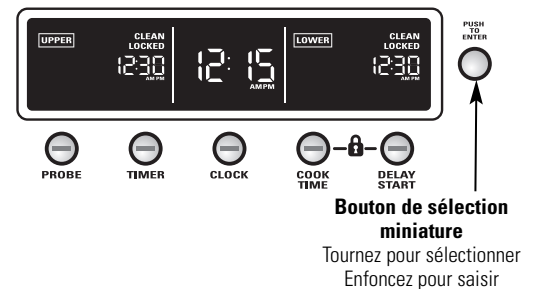 UPPER
CLEAN
LOCKED
12:30
AM PM
12:15
AM PM
LOWER
CLEAN
LOCKED
12:30
AM PM
PUSH
TO
ENTER
PROBE
TIMER
CLOCK
COOK
TIME
DELAY
START
Bouton de sélection
miniature
Tournez pour sélectionner
Enfoncez pour saisir